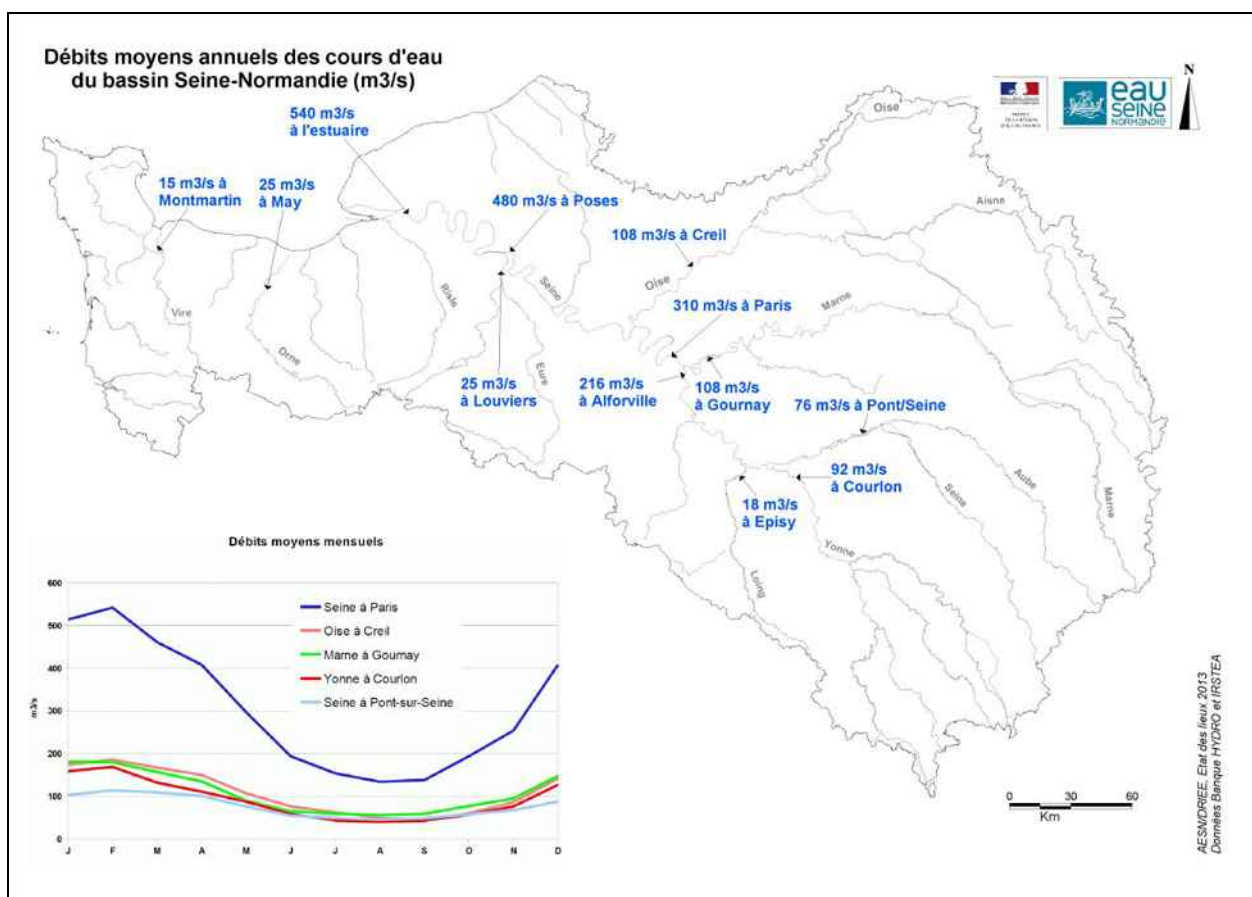 Débits moyens annuels des cours d'eau
du bassin Seine-Normandie (m3/s)
N
eau
SEINE
NORMANDIE
540 m3/s
à l'estuaire
Oise
15 m3/s à
Montmartin
25 m3/s
à May
480 m3/s à Poses
Aisne
108 m3/s à Creil
Oise
Seine
Risle
310 m3/s à Paris
Marne
Vire
Orne
Eure
25 m3/s
à Louviers
216 m3/s
à Alforville
108 m3/s
à Gournay
76 m3/s à Pont/Seine
92 m3/s
à Courlon
18 m3/s
à Episy
Seine
Aube
Marne
Yonne
Loing
Débits moyens mensuels
m3/s
600
500
400
300
200
100
0
J F M A M J J A S O N D
Seine à Paris
Oise à Creil
Marne à Gournay
Yonne à Courlon
Seine à Pont-sur-Seine
0 30 60
Km
AESN/DRIEE, Etat des lieux 2013
Données Banque HYDRO et IRSTEA